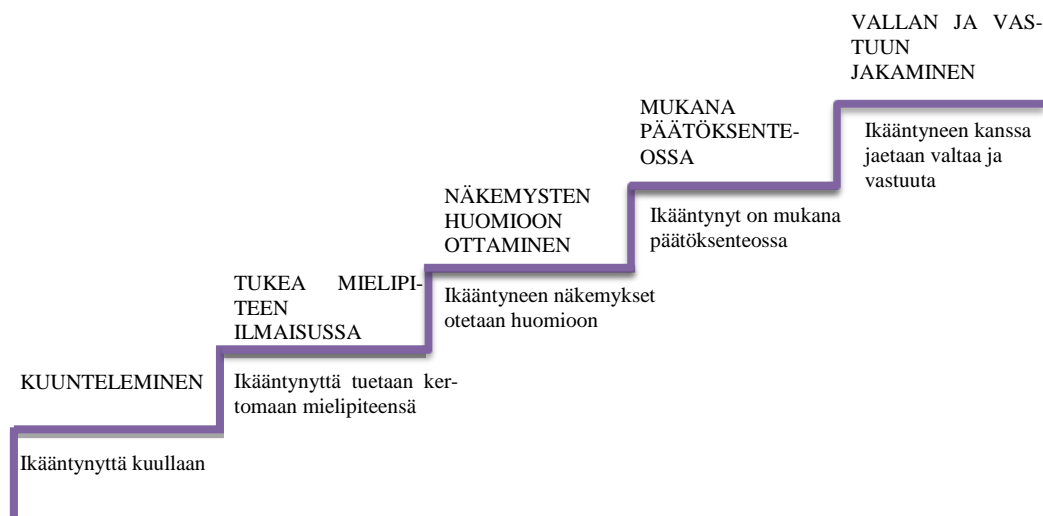 KUUNTELEMINEN
Ikääntynyttä kuullaan
TUKEA MIELIPI-
TEEN
ILMAISUSSA
Ikääntynyttä tuetaan ker-
tomaan mielipiteensä
NÄKEMYSTEN
HUOMIOON
OTTAMINEN
Ikääntyneen näkemykset
otetaan huomioon
MUKANA
PÄÄTÖKSENTE-
OSSA
Ikääntynyt on mukana
päätöksenteossa
VALLAN JA VAS-
TUUN
JAKAMINEN
Ikääntyneen kanssa
jaetaan valtaa ja
vastuuta